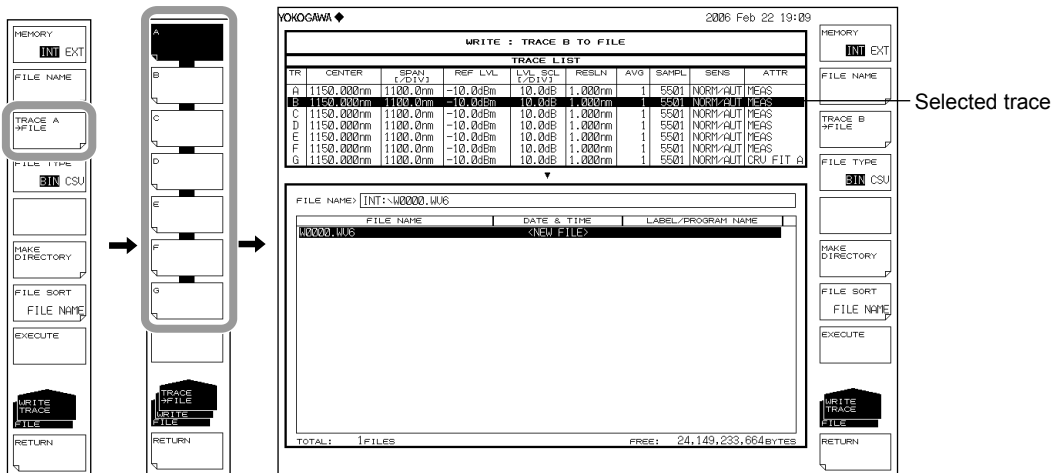 MEMORY
INT EXT
FILE NAME
TRACE A
→FILE
FILE TYPE
BIN CSV
MAKE
DIRECTORY
FILE SORT
FILE NAME
EXECUTE
WRITE
TRACE
FILE
RETURN
A
B
C
D
E
F
G
TRACE
→FILE
WRITE
FILE
RETURN
YOKOGAWA 2006 Feb 22 19:09
WRITE : TRACE B TO FILE
TRACE LIST
TR CENTER SPAN [/DIV] REF LVL LVL SCL [/DIV] RESLN AVG SAMPL SENS ATTR
A 1150.000nm 1100.0nm -10.0dBm 10.0dB 1.000nm 1 5501 NORM/AUT MEAS
B 1150.000nm 1100.0nm -10.0dBm 10.0dB 1.000nm 1 5501 NORM/AUT MEAS
C 1150.000nm 1100.0nm -10.0dBm 10.0dB 1.000nm 1 5501 NORM/AUT MEAS
D 1150.000nm 1100.0nm -10.0dBm 10.0dB 1.000nm 1 5501 NORM/AUT MEAS
E 1150.000nm 1100.0nm -10.0dBm 10.0dB 1.000nm 1 5501 NORM/AUT MEAS
F 1150.000nm 1100.0nm -10.0dBm 10.0dB 1.000nm 1 5501 NORM/AUT MEAS
G 1150.000nm 1100.0nm -10.0dBm 10.0dB 1.000nm 1 5501 NORM/AUT CRV FIT A
FILE NAME> INT:\W0000.WV6
FILE NAME DATE & TIME LABEL/PROGRAM NAME
W0000.WV6 <NEW FILE>
TOTAL: 1FILES FREE: 24,149,233,664BYTES
MEMORY
INT EXT
FILE NAME
TRACE B
→FILE
FILE TYPE
BIN CSV
MAKE
DIRECTORY
FILE SORT
FILE NAME
EXECUTE
WRITE
TRACE
FILE
RETURN
Selected trace